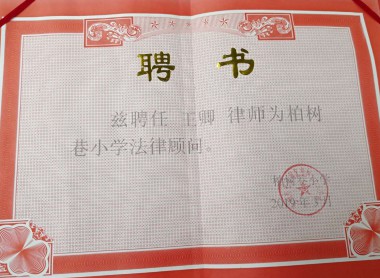 聘书
兹聘任 王卿 律师为柏树
巷小学法律顾问。